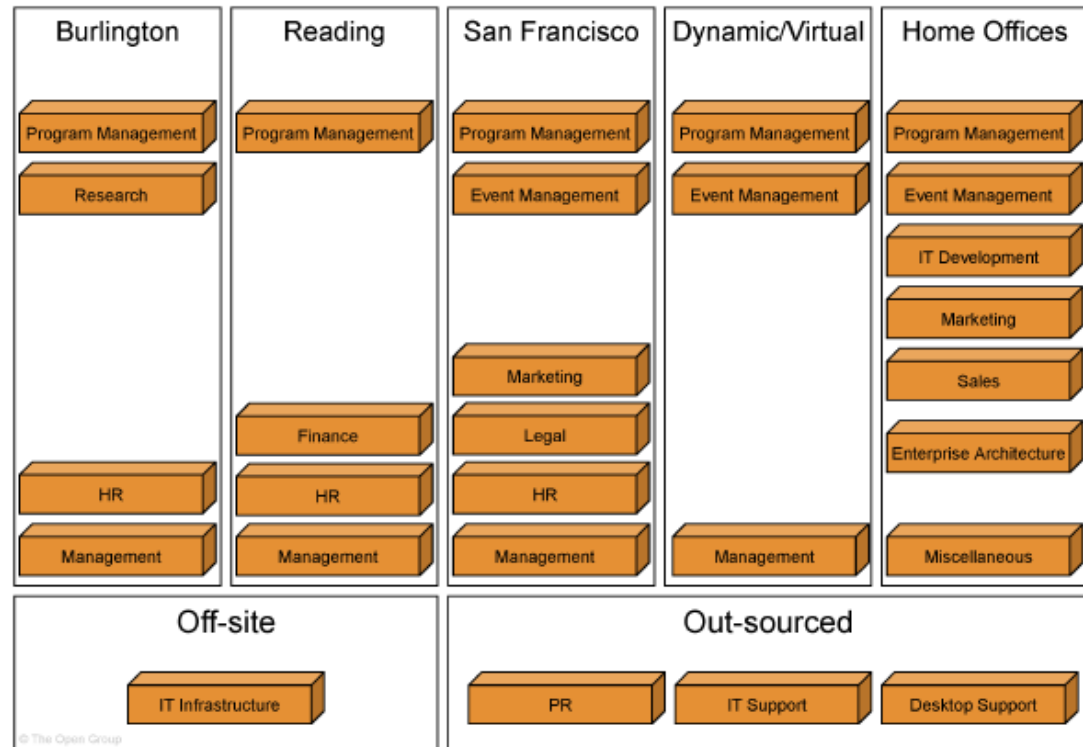 Burlington
Program Management
Research
HR
Management
Reading
Program Management
Finance
HR
Management
San Francisco
Program Management
Event Management
Marketing
Legal
HR
Management
Dynamic/Virtual
Program Management
Event Management
Management
Home Offices
Program Management
Event Management
IT Development
Marketing
Sales
Enterprise Architecture
Miscellaneous
Off-site
IT Infrastructure
© The Open Group
Out-sourced
PR
IT Support
Desktop Support